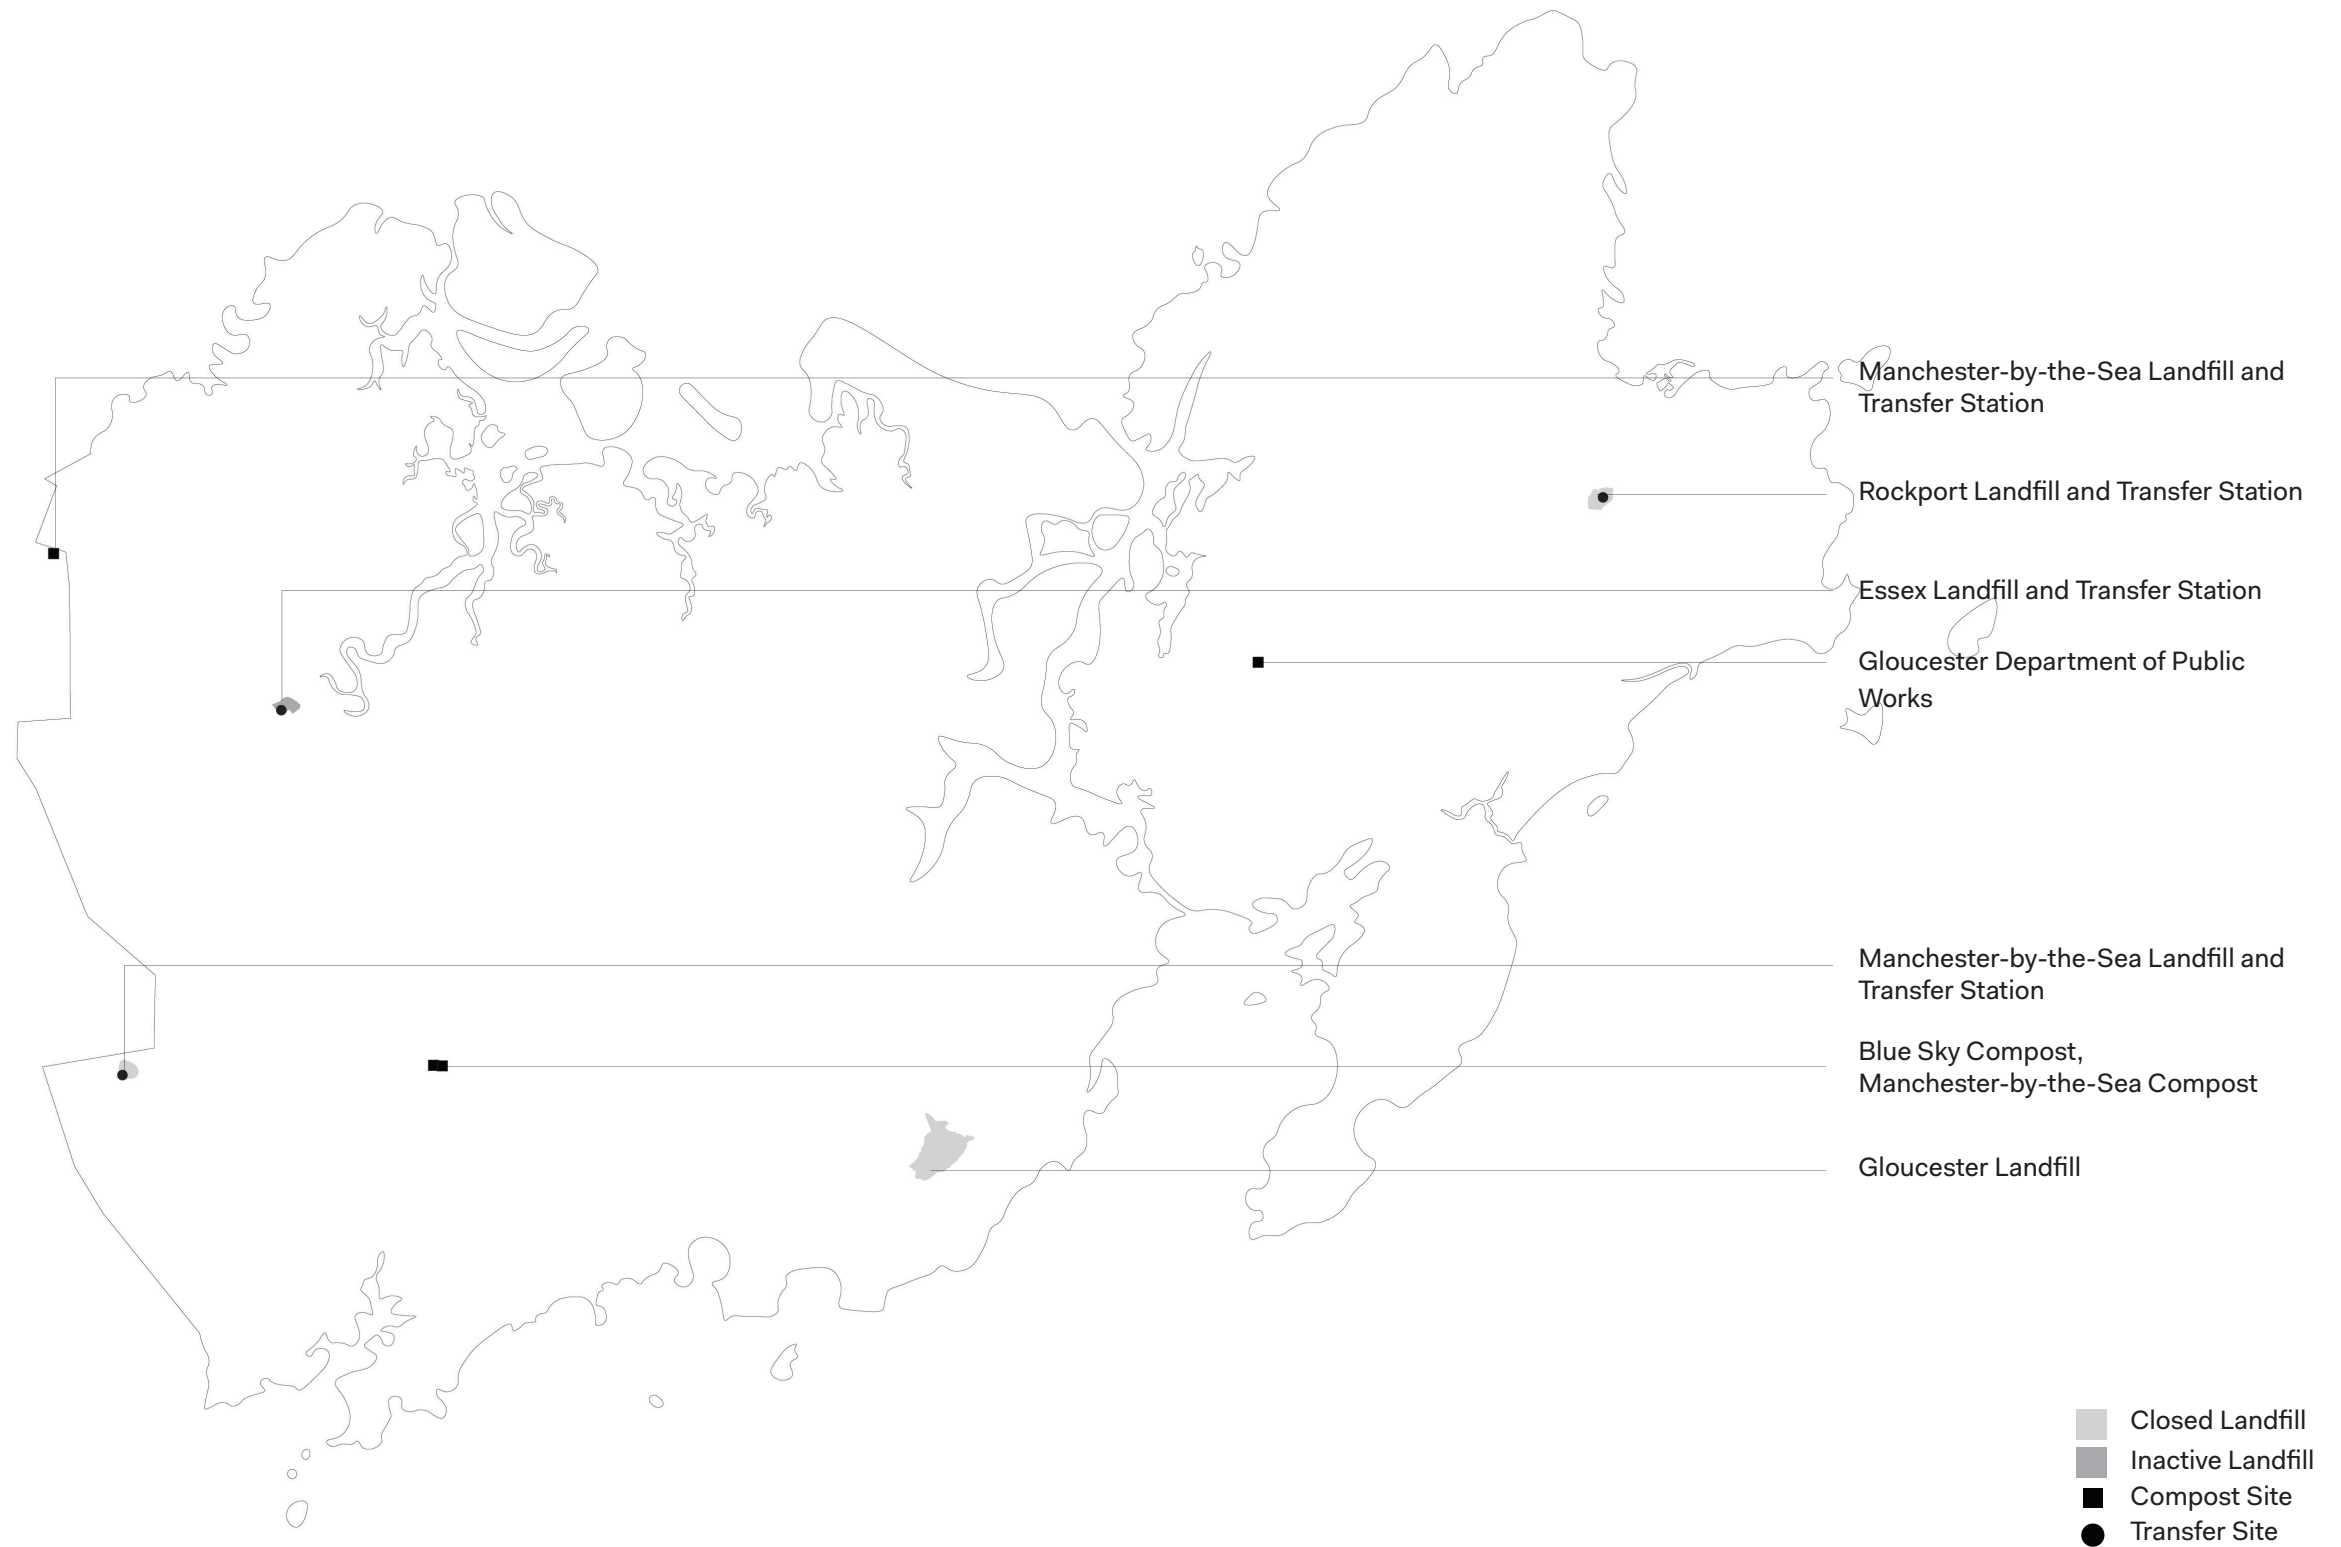 Manchester-by-the-Sea Landfill and
Transfer Station
Rockport Landfill and Transfer Station
Essex Landfill and Transfer Station
Gloucester Department of Public
Works
Manchester-by-the-Sea Landfill and
Transfer Station
Blue Sky Compost,
Manchester-by-the-Sea Compost
Gloucester Landfill
Closed Landfill
Inactive Landfill
Compost Site
Transfer Site